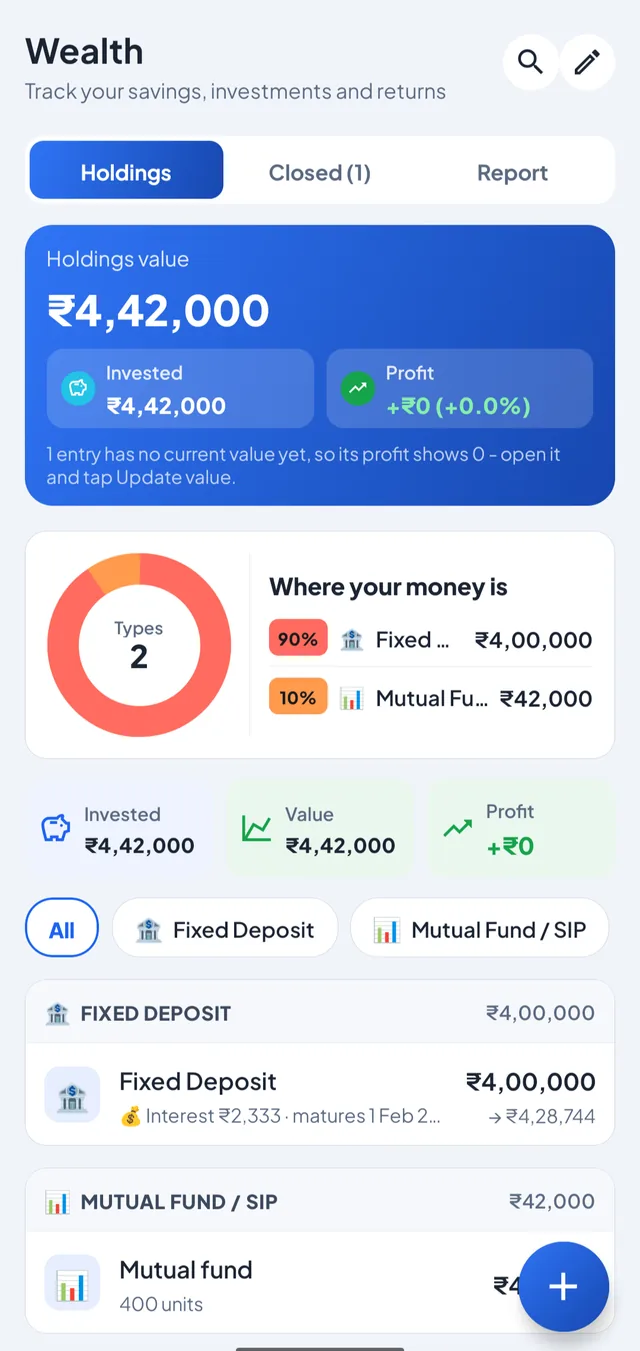 Wealth
Track your savings, investments and returns
Holdings
Closed (1)
Report
Holdings value
₹4,42,000
Invested
₹4,42,000
Profit
+₹0 (+0.0%)
1 entry has no current value yet, so its profit shows 0 - open it
and tap Update value.
Types
2
Where your money is
90% Fixed ... ₹4,00,000
10% Mutual Fu... ₹42,000
Invested
₹4,42,000
Value
₹4,42,000
Profit
+₹0
All
Fixed Deposit
Mutual Fund / SIP
FIXED DEPOSIT ₹4,00,000
Fixed Deposit ₹4,00,000
Interest ₹2,333 · matures 1 Feb 2... → ₹4,28,744
MUTUAL FUND / SIP ₹42,000
Mutual fund ₹4
400 units